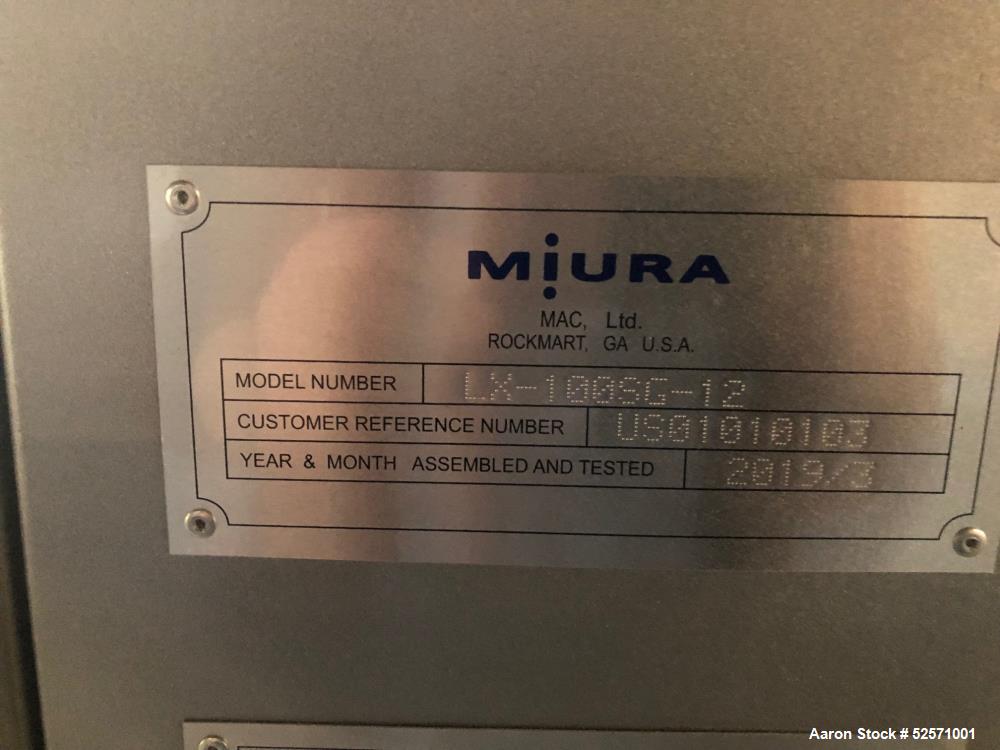 MiURA
MAC, Ltd.
ROCKMART, GA U.S.A.
MODEL NUMBER LX-100SG-12
CUSTOMER REFERENCE NUMBER US01010103
YEAR & MONTH ASSEMBLED AND TESTED 2019/3
Aaron Stock # 52571001